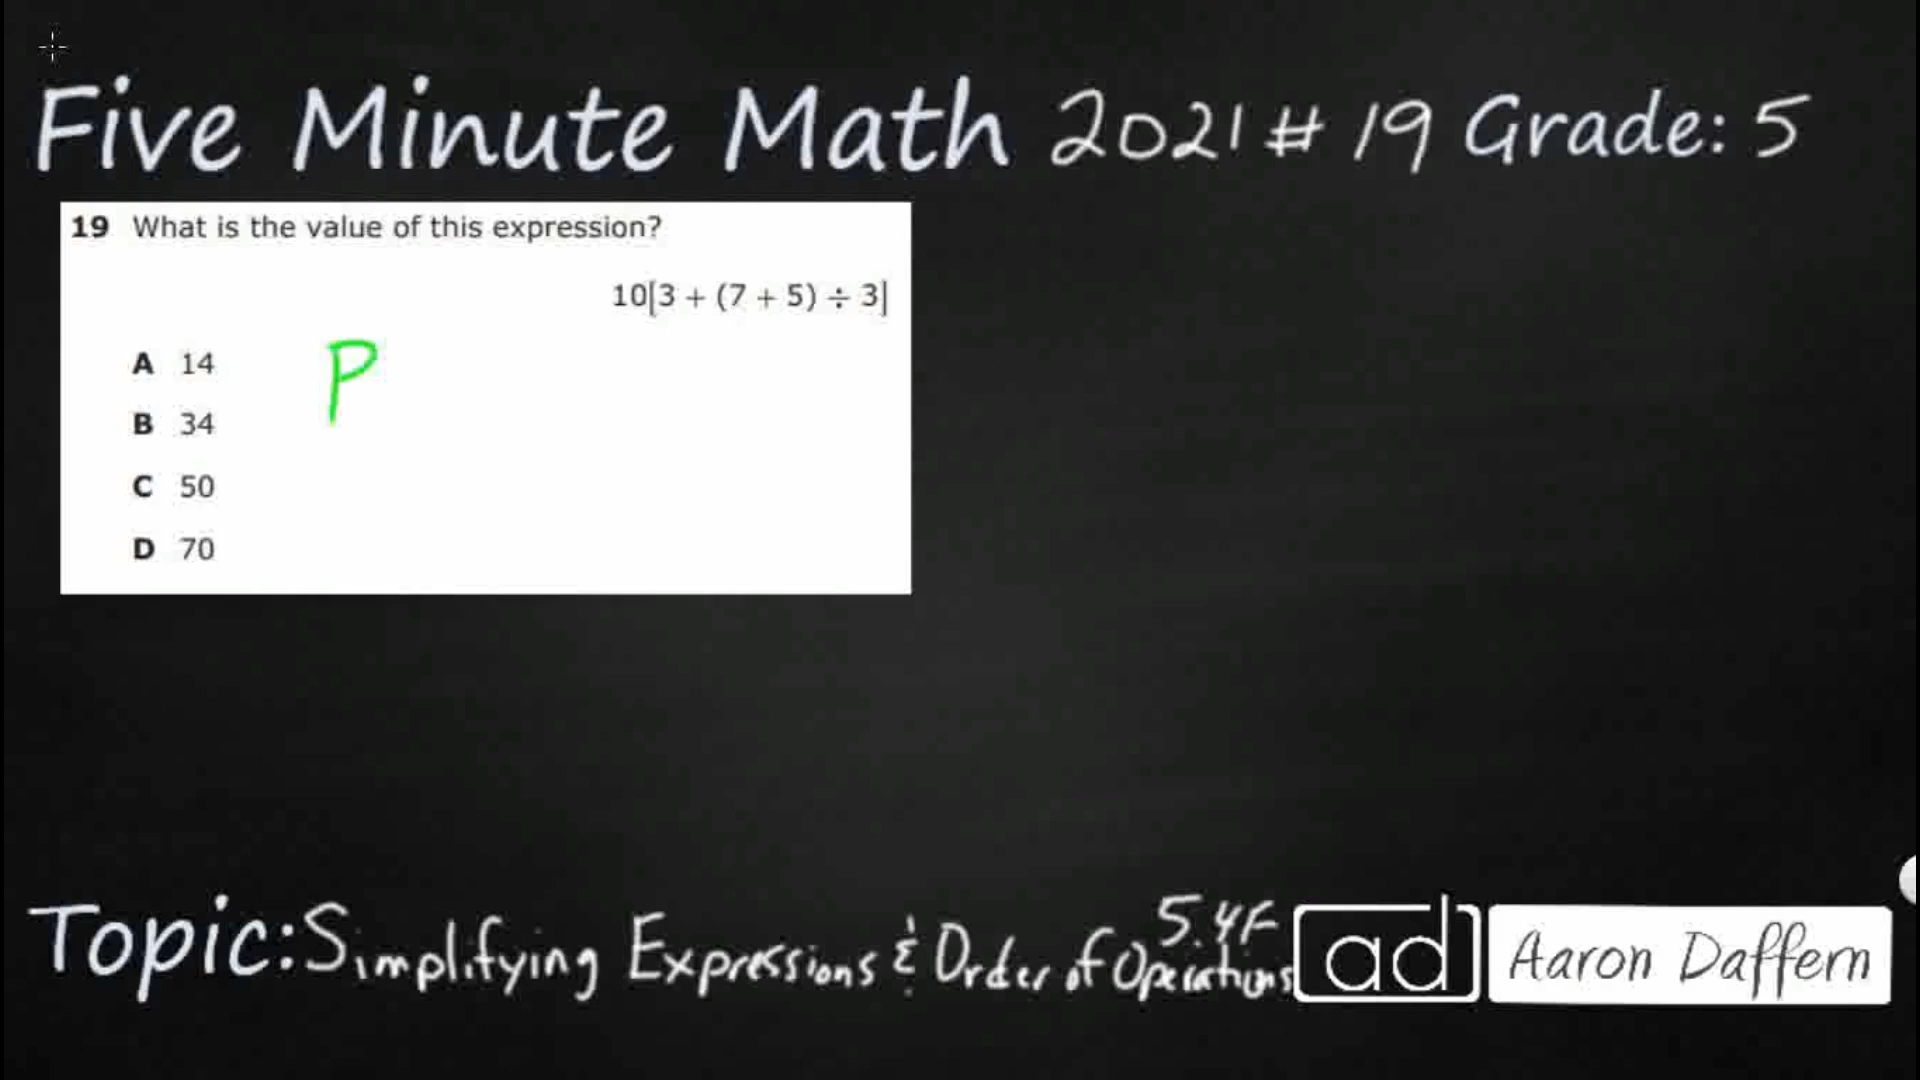 Five Minute Math 2021 # 19 Grade: 5
19 What is the value of this expression?
10[3 + (7 + 5) ÷ 3]
A 14
P
B 34
C 50
D 70
Topic: Simplifying Expressions & Order of Operations 5.4F
ad Aaron Daffern